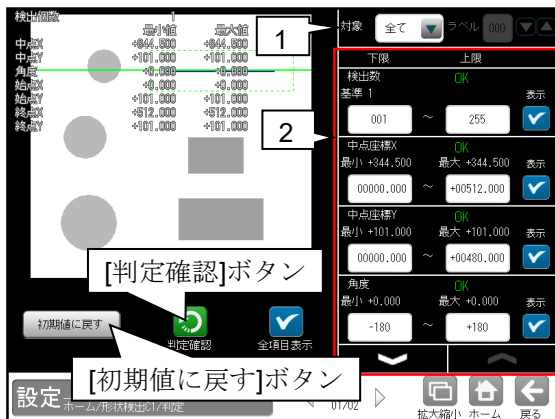 検出個数 1
最小値 最大値
中点X +344.500 +344.500
中点Y +101.000 +101.000
角度 +0.000 +0.000
始点X
始点Y +101.000 +101.000
終点X +512.000 +512.000
終点Y +101.000 +101.000
1
対象 全て ラベル 000
下限 上限
検出数 OK
基準 1 表示
001 ~ 255
2
中点座標X OK
最小 +344.500 最大 +344.500 表示
00000.000 ~ +00512.000
中点座標Y OK
最小 +101.000 最大 +101.000 表示
00000.000 ~ +00480.000
角度 OK
最小 +0.000 最大 +0.000 表示
-180 ~ +180
[判定確認]ボタン
初期値に戻す
判定確認
全項目表示
[初期値に戻す]ボタン
設定 ホーム/形状検出C1/判定
01/02
拡大縮小 ホーム 戻る